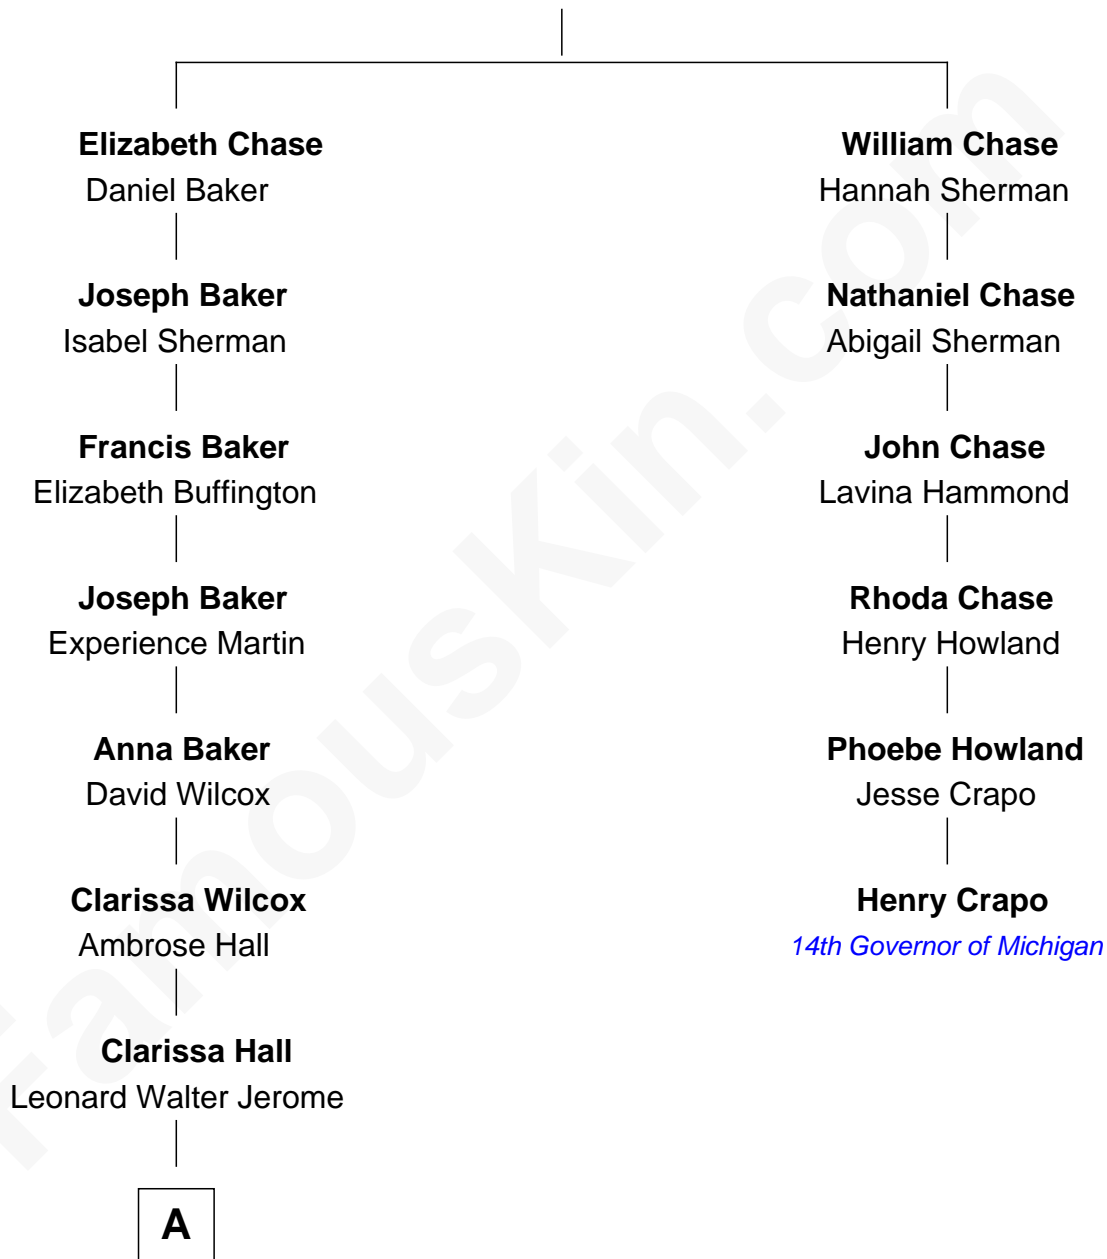 Elizabeth Chase
Daniel Baker
William Chase
Hannah Sherman
Joseph Baker
Isabel Sherman
Nathaniel Chase
Abigail Sherman
Francis Baker
Elizabeth Buffington
John Chase
Lavina Hammond
Joseph Baker
Experience Martin
Rhoda Chase
Henry Howland
Anna Baker
David Wilcox
Phoebe Howland
Jesse Crapo
Clarissa Wilcox
Ambrose Hall
Henry Crapo
14th Governor of Michigan
Clarissa Hall
Leonard Walter Jerome
A
FamousKin.com